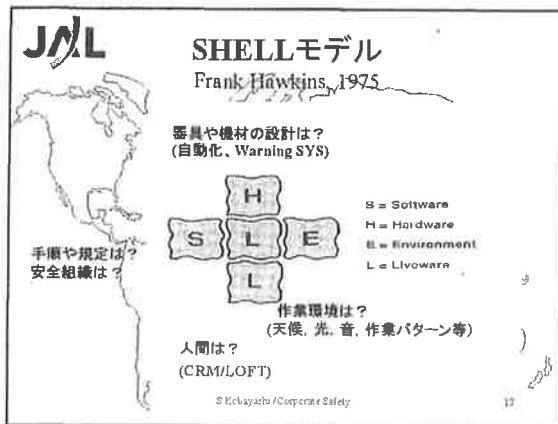 JAL
SHELLモデル
Frank Hawkins, 1975
器具や機材の設計は?
(自動化、Warning SYS)
H
S L E
L
S = Software
H = Hardware
E = Environment
L = Liveware
手順や規定は?
安全組織は?
作業環境は?
(天候, 光, 音, 作業パターン等)
人間は?
(CRM/LOFT)
S Kobayashi /Corporate Safety